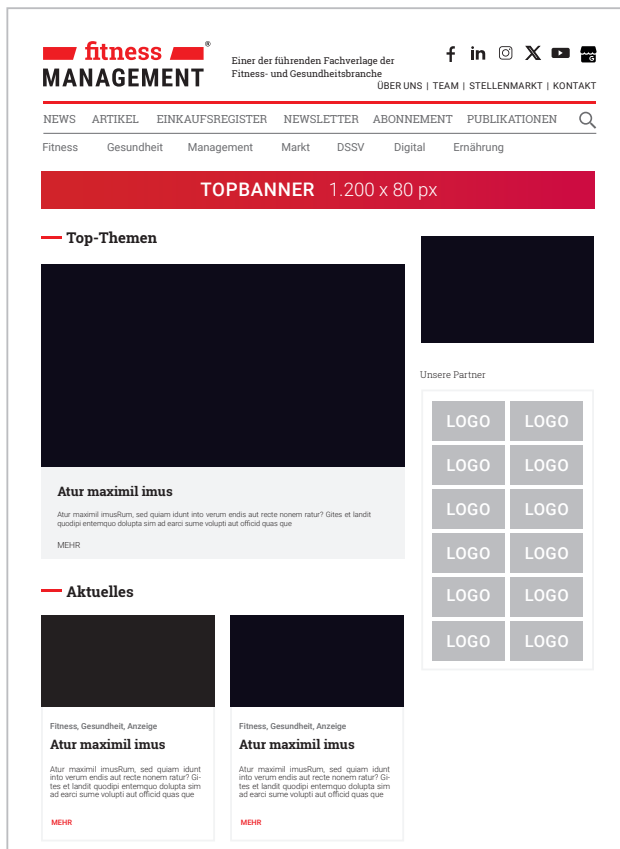 fitness®
MANAGEMENT
Einer der führenden Fachverlage der
Fitness- und Gesundheitsbranche
ÜBER UNS | TEAM | STELLENMARKT | KONTAKT
NEWS ARTIKEL EINKAUFSREGISTER NEWSLETTER ABONNEMENT PUBLIKATIONEN
Fitness Gesundheit Management Markt DSSV Digital Ernährung
TOPBANNER 1.200 x 80 px
Top-Themen
Atur maximil imus
Atur maximil imusRum, sed quiam idunt into verum endis aut recte nonem ratur? Gites et landit
quodipi entemquo dolupta sim ad earci sume volupti aut officid quas que
MEHR
Unsere Partner
LOGO LOGO
LOGO LOGO
LOGO LOGO
LOGO LOGO
LOGO LOGO
LOGO LOGO
Aktuelles
Fitness, Gesundheit, Anzeige
Atur maximil imus
Atur maximil imusRum, sed quiam idunt
into verum endis aut recte nonem ratur? Gi-
tes et landit quodipi entemquo dolupta sim
ad earci sume volupti aut officid quas que
MEHR
Fitness, Gesundheit, Anzeige
Atur maximil imus
Atur maximil imusRum, sed quiam idunt
into verum endis aut recte nonem ratur? Gi-
tes et landit quodipi entemquo dolupta sim
ad earci sume volupti aut officid quas que
MEHR